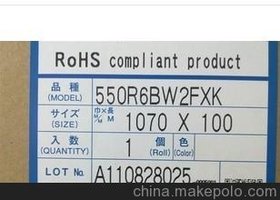 RoHS compliant product
品種 550R6BW2FXK
(MODEL)
サイズ 巾 長 1070 X 100
(SIZE) M/M M
入数 1 個 色
(QUANTITY) (Roll) (Color)
LOT No. A110828025
china.makepolo.com